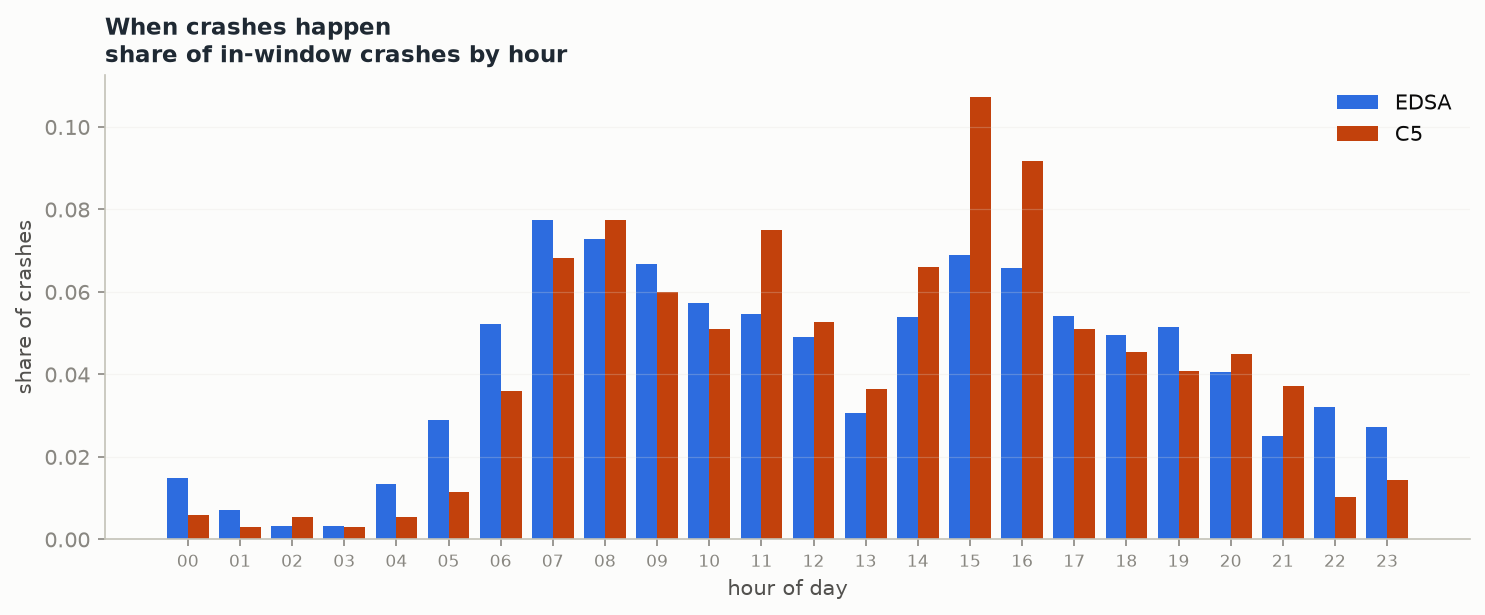 When crashes happen
share of in-window crashes by hour
EDSA
C5
share of crashes
0.10
0.08
0.06
0.04
0.02
0.00
00 01 02 03 04 05 06 07 08 09 10 11 12 13 14 15 16 17 18 19 20 21 22 23
hour of day